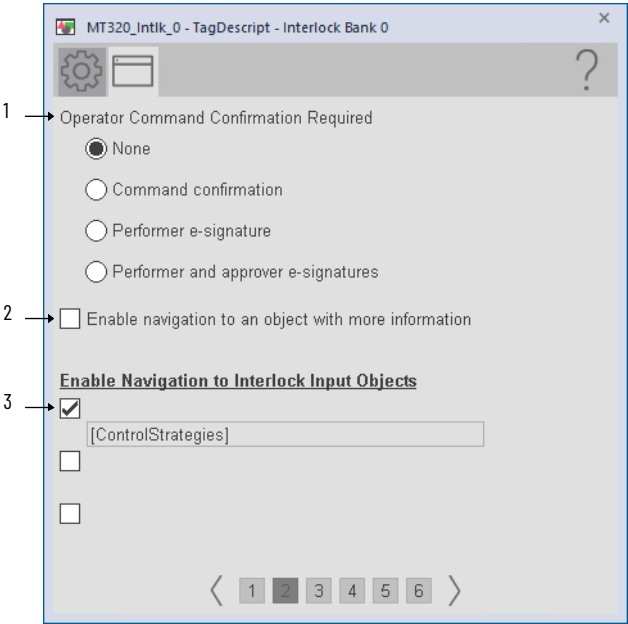 MT320_Intlk_0 - TagDescript - Interlock Bank 0
×
?
1
Operator Command Confirmation Required
None
Command confirmation
Performer e-signature
Performer and approver e-signatures
2
Enable navigation to an object with more information
Enable Navigation to Interlock Input Objects
3
[ControlStrategies]
1 2 3 4 5 6